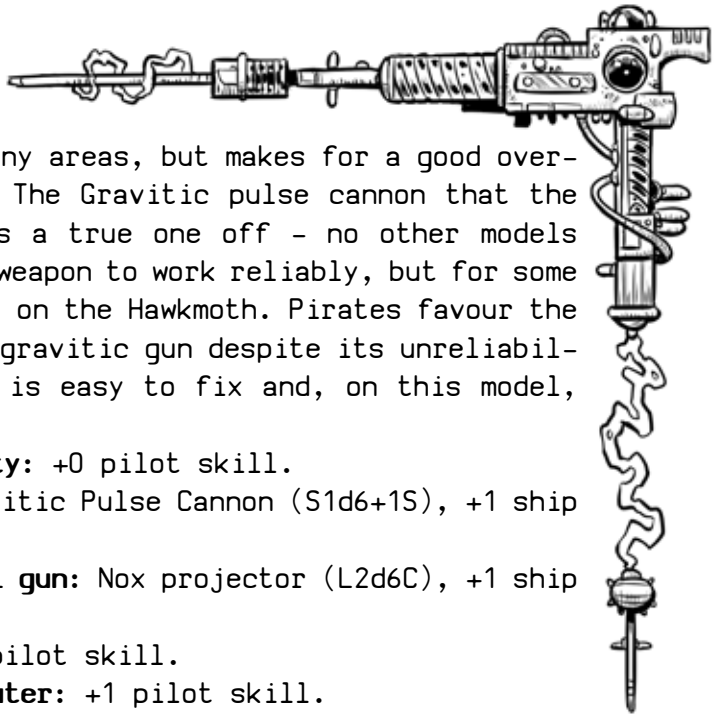 ny areas, but makes for a good over-
The Gravitic pulse cannon that the
s a true one off - no other models
weapon to work reliably, but for some
on the Hawkmoth. Pirates favour the
gravitic gun despite its unreliabil-
is easy to fix and, on this model,
ty: +0 pilot skill.
itic Pulse Cannon (S1d6+1S), +1 ship
gun: Nox projector (L2d6C), +1 ship
pilot skill.
uter: +1 pilot skill.